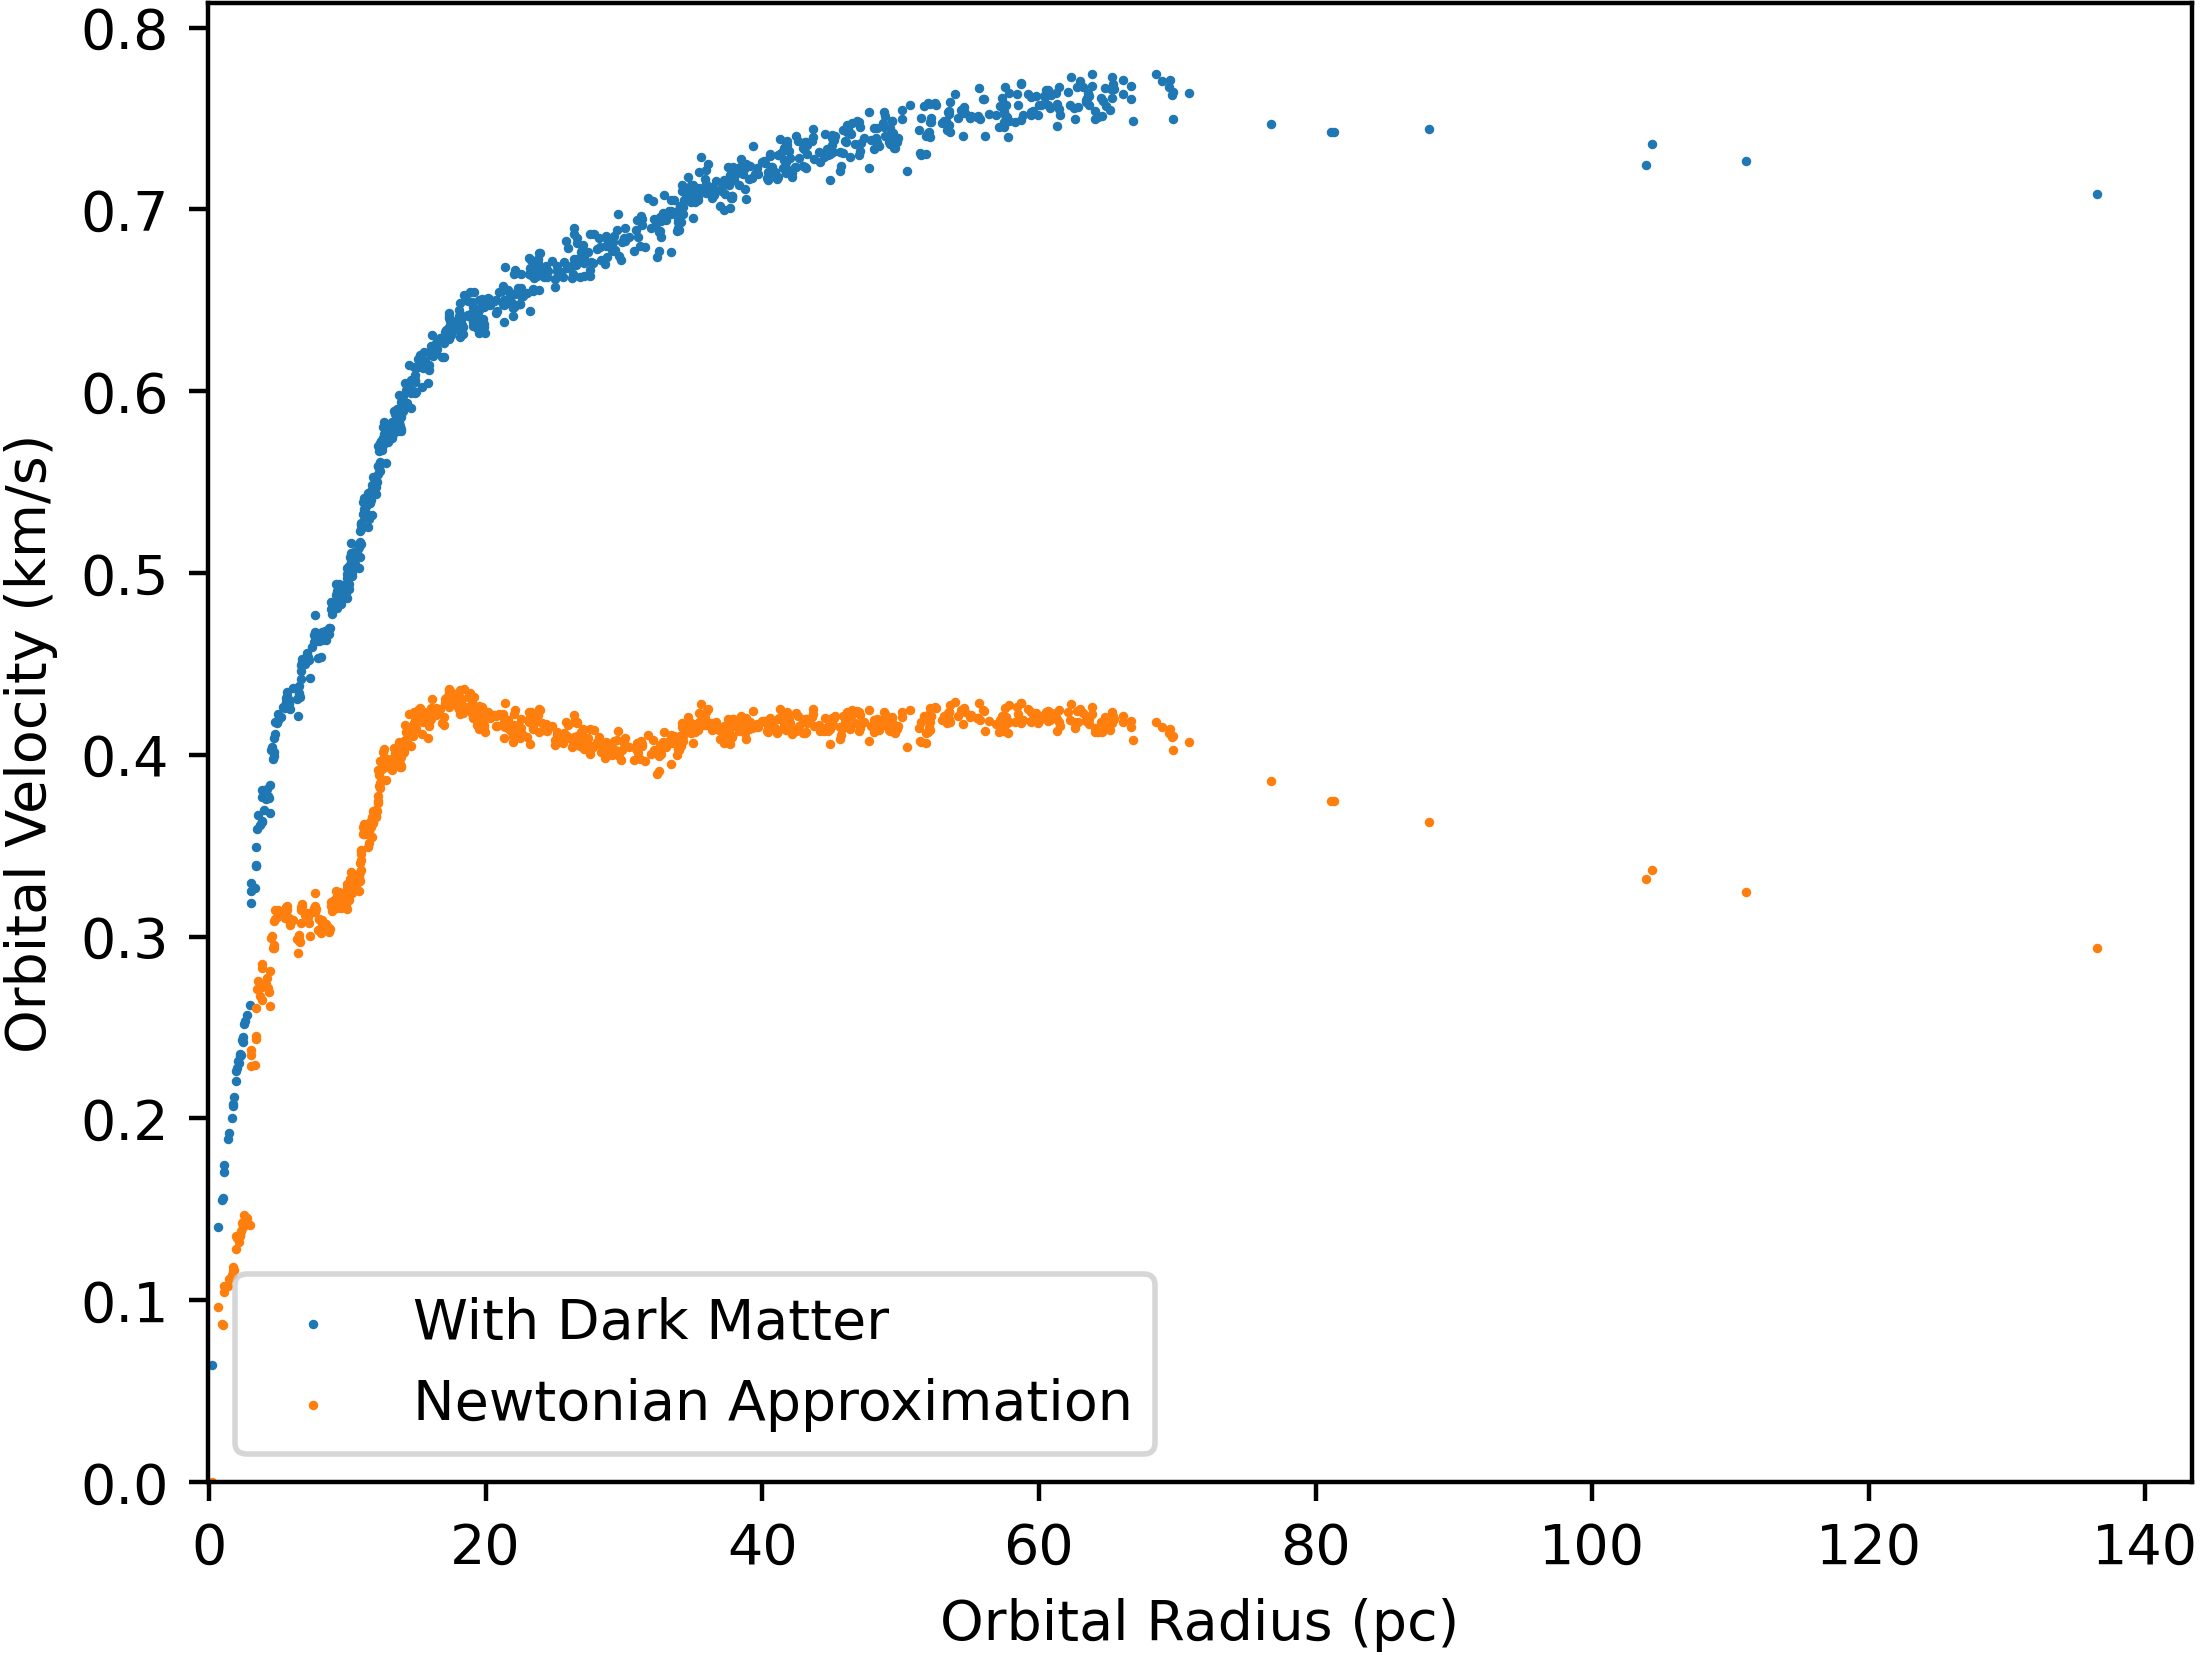 0.8
0.7
0.6
0.5
0.4
0.3
0.2
0.1
0.0
Orbital Velocity (km/s)
With Dark Matter
Newtonian Approximation
0 20 40 60 80 100 120 140
Orbital Radius (pc)